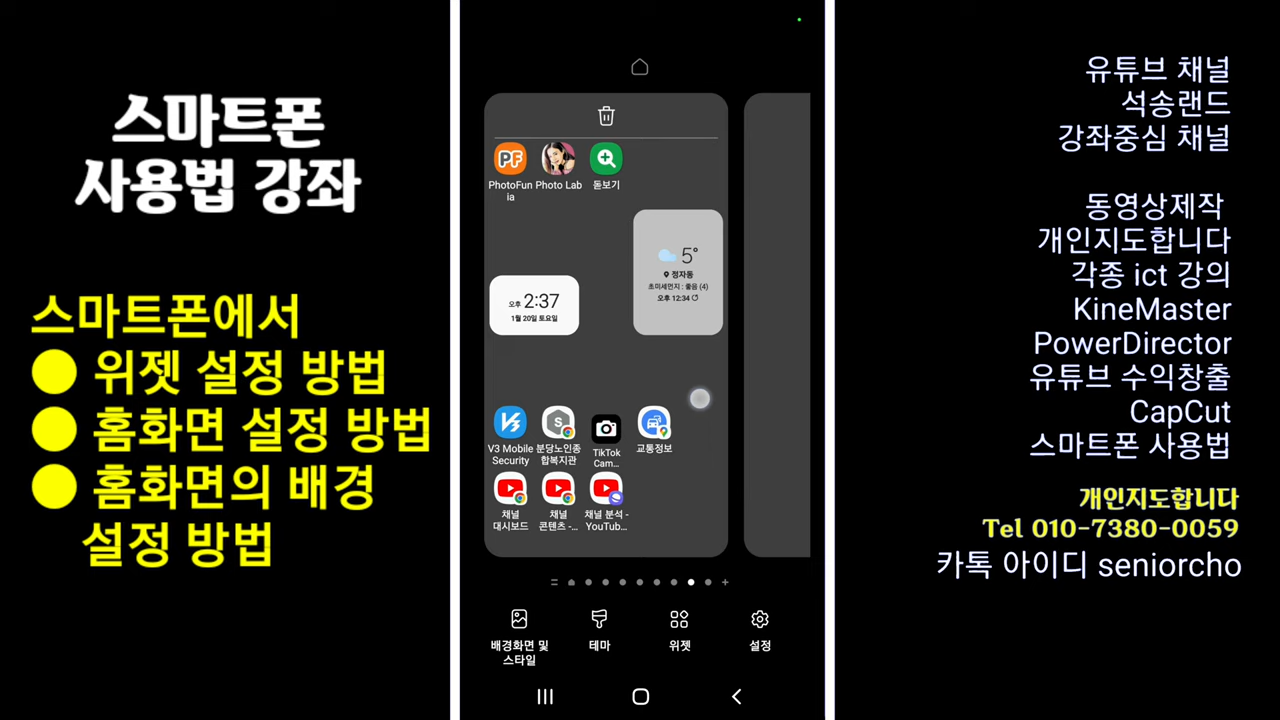 스마트폰
사용법 강좌
스마트폰에서
● 위젯 설정 방법
● 홈화면 설정 방법
● 홈화면의 배경
설정 방법
PF
PhotoFun
ia
Photo Lab
돋보기
5°
정자동
초미세먼지 : 좋음 (4)
오후 12:34
오후 2:37
1월 20일 토요일
V3 Mobile
Security
S
분당노인종
합복지관
TikTok
Cam...
교통정보
채널
대시보드
채널
콘텐츠 -...
채널 분석 -
YouTub...
배경화면 및
스타일
테마
위젯
설정
유튜브 채널
석송랜드
강좌중심 채널
동영상제작
개인지도합니다
각종 ict 강의
KineMaster
PowerDirector
유튜브 수익창출
CapCut
스마트폰 사용법
개인지도합니다
Tel 010-7380-0059
카톡 아이디 seniorcho